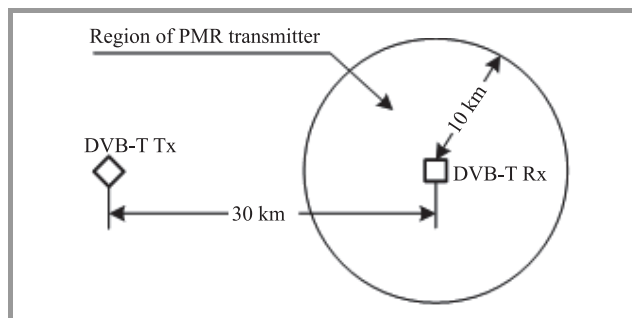 Region of PMR transmitter
10 km
DVB-T Tx
DVB-T Rx
30 km